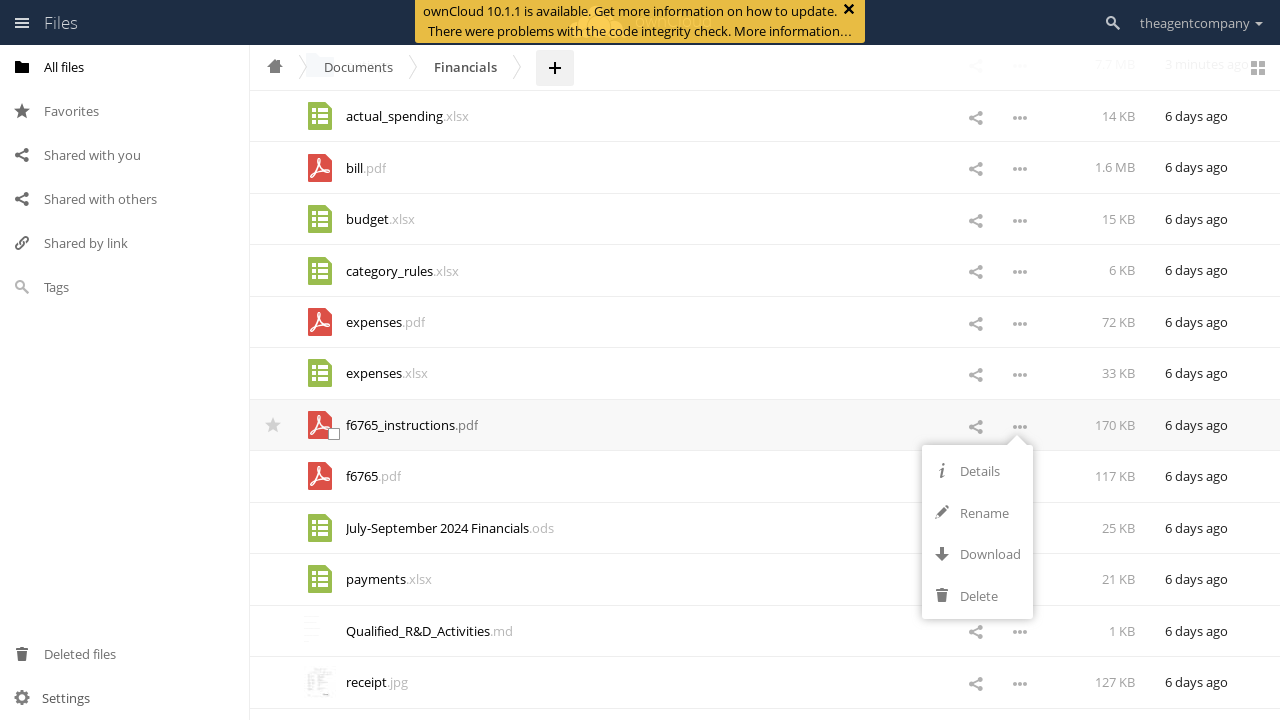 Files
ownCloud 10.1.1 is available. Get more information on how to update.
There were problems with the code integrity check. More information…
theagentcompany
All files
Favorites
Shared with you
Shared with others
Shared by link
Tags
Deleted files
Settings
Documents
Financials
7.7 MB 3 minutes ago
actual_spending.xlsx 14 KB 6 days ago
bill.pdf 1.6 MB 6 days ago
budget.xlsx 15 KB 6 days ago
category_rules.xlsx 6 KB 6 days ago
expenses.pdf 72 KB 6 days ago
expenses.xlsx 33 KB 6 days ago
f6765_instructions.pdf 170 KB 6 days ago
f6765.pdf 117 KB 6 days ago
July-September 2024 Financials.ods 25 KB 6 days ago
payments.xlsx 21 KB 6 days ago
Qualified_R&D_Activities.md 1 KB 6 days ago
receipt.jpg 127 KB 6 days ago
Details
Rename
Download
Delete